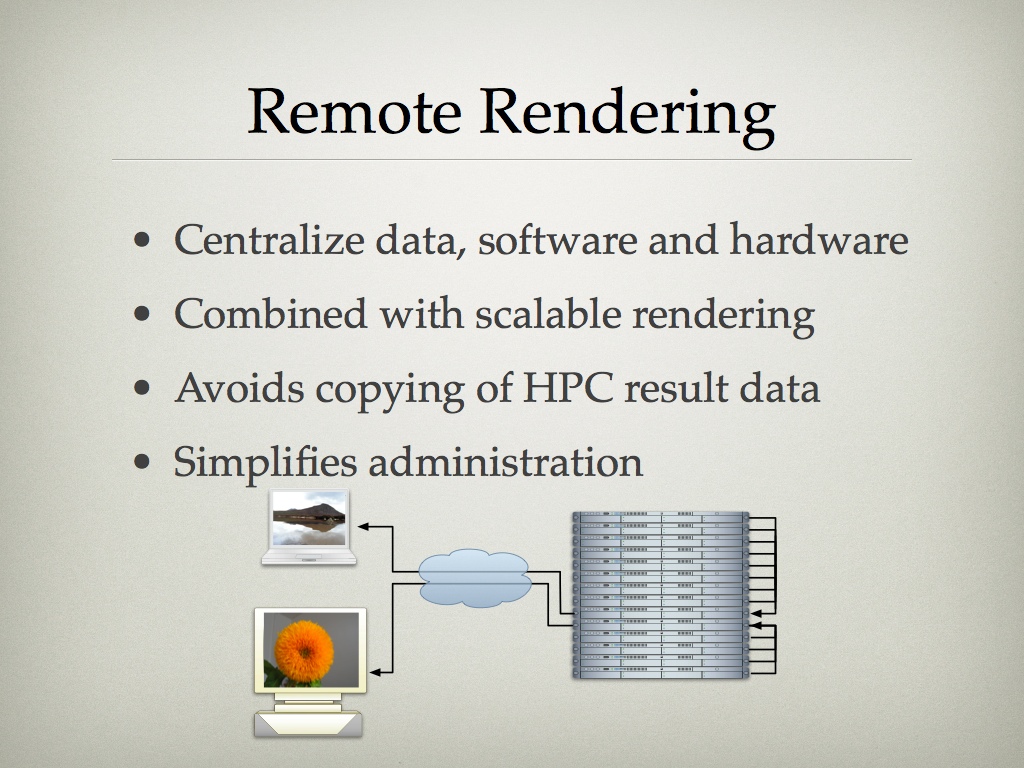 Remote Rendering
• Centralize data, software and hardware
• Combined with scalable rendering
• Avoids copying of HPC result data
• Simplifies administration